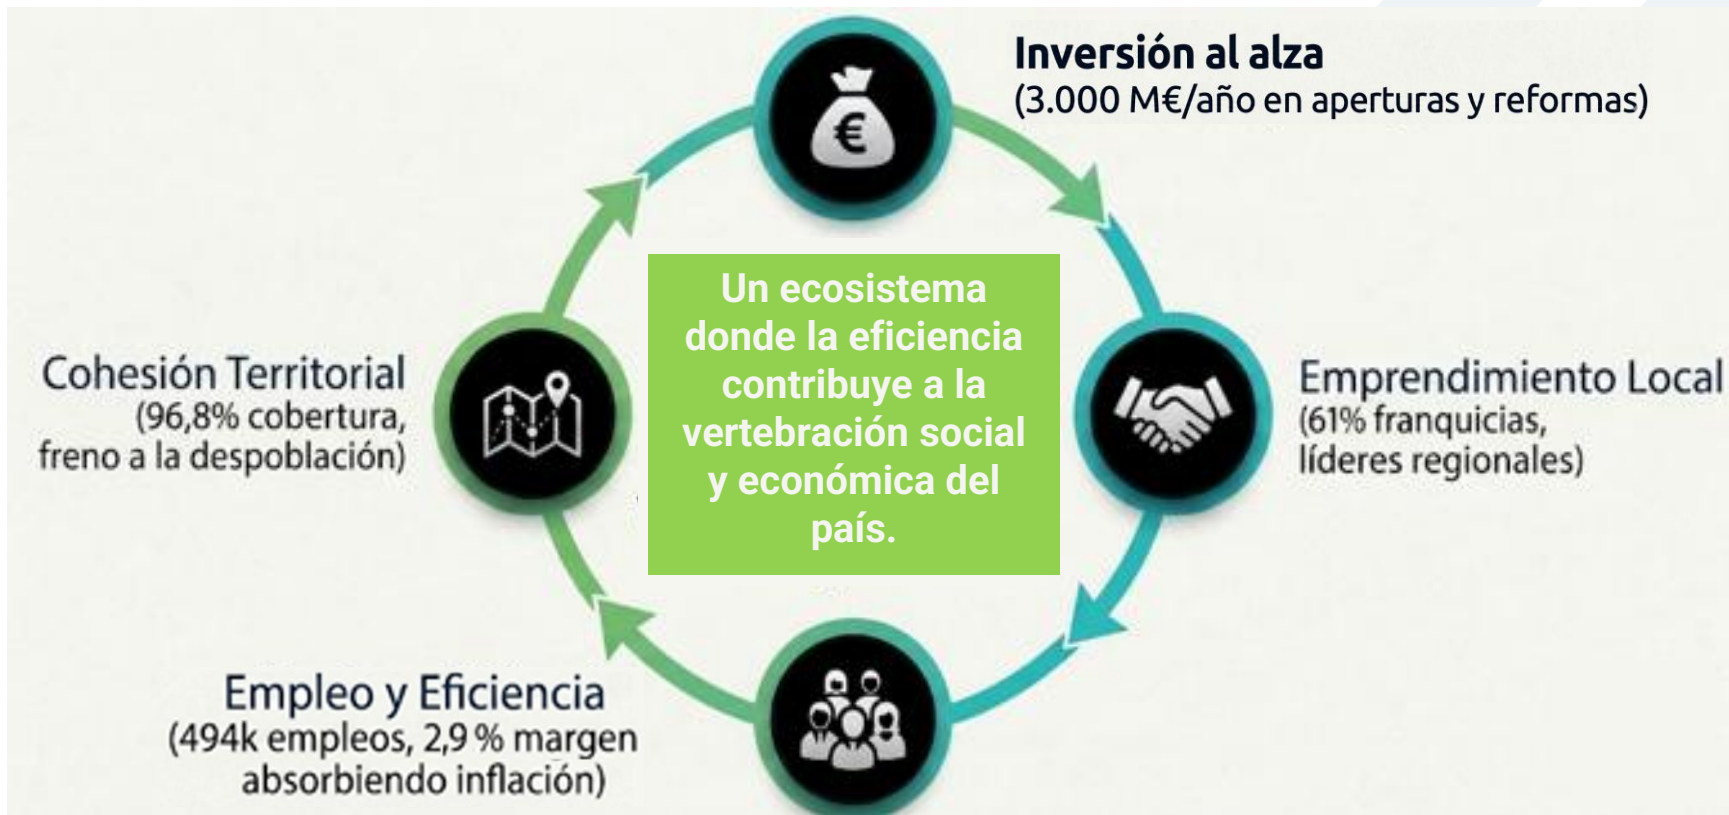 Inversión al alza
(3.000 M€/año en aperturas y reformas)
Un ecosistema
donde la eficiencia
contribuye a la
vertebración social
y económica del
país.
Cohesión Territorial
(96,8% cobertura,
freno a la despoblación)
Emprendimiento Local
(61% franquicias,
líderes regionales)
Empleo y Eficiencia
(494k empleos, 2,9 % margen
absorbiendo inflación)